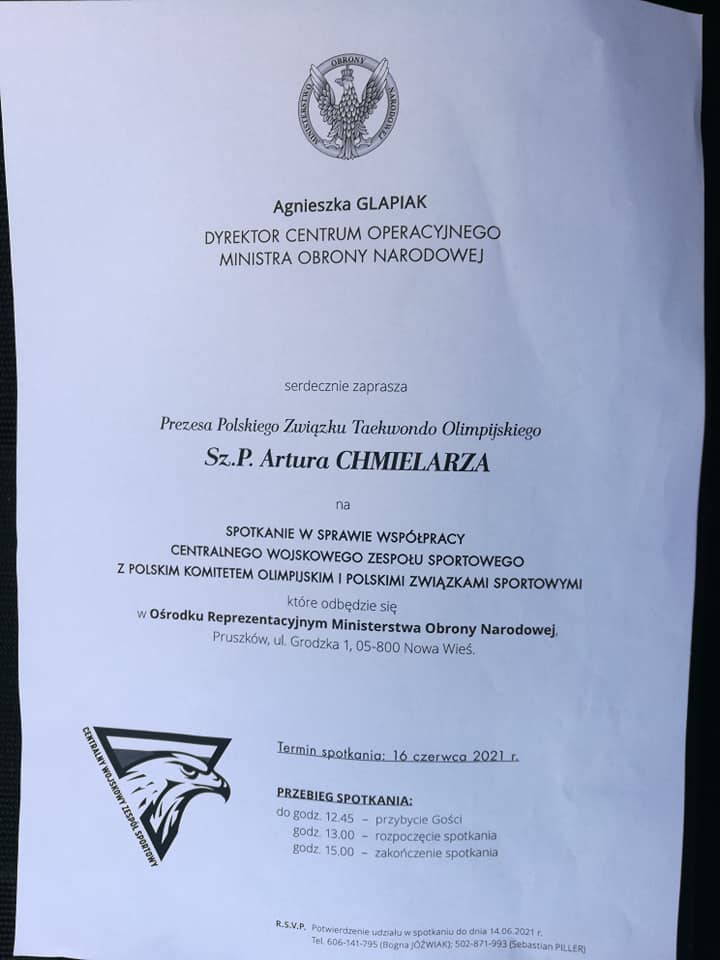 MINISTERSTWO OBRONY NARODOWEJ
Agnieszka GLAPIAK
DYREKTOR CENTRUM OPERACYJNEGO
MINISTRA OBRONY NARODOWEJ
serdecznie zaprasza
Prezesa Polskiego Związku Taekwondo Olimpijskiego
Sz.P. Artura CHMIELARZA
na
SPOTKANIE W SPRAWIE WSPÓŁPRACY
CENTRALNEGO WOJSKOWEGO ZESPOŁU SPORTOWEGO
Z POLSKIM KOMITETEM OLIMPIJSKIM I POLSKIMI ZWIĄZKAMI SPORTOWYMI
które odbędzie się
w Ośrodku Reprezentacyjnym Ministerstwa Obrony Narodowej,
Pruszków, ul. Grodzka 1, 05-800 Nowa Wieś.
CENTRALNY WOJSKOWY ZESPÓŁ SPORTOWY
Termin spotkania: 16 czerwca 2021 r.
PRZEBIEG SPOTKANIA:
do godz. 12.45 – przybycie Gości
godz. 13.00 – rozpoczęcie spotkania
godz. 15.00 – zakończenie spotkania
R.S.V.P. Potwierdzenie udziału w spotkaniu do dnia 14.06.2021 r.
Tel. 606-141-795 (Bogna JÓŹWIAK); 502-871-993 (Sebastian PILLER)